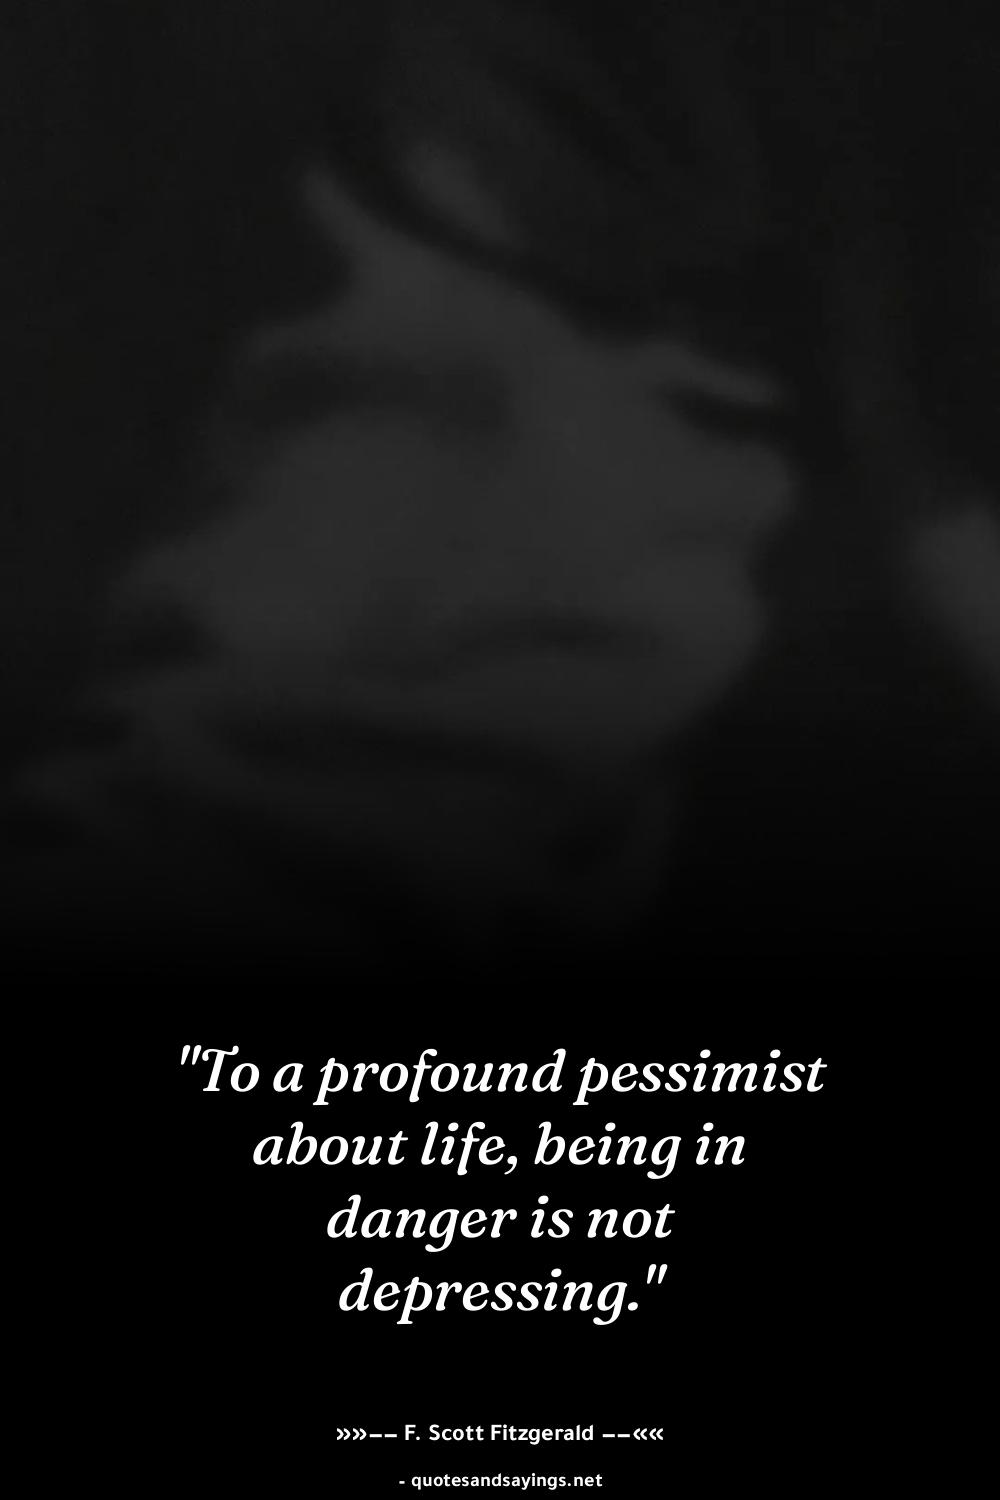 "To a profound pessimist
about life, being in
danger is not
depressing."
»»-- F. Scott Fitzgerald --««
- quotesandsayings.net